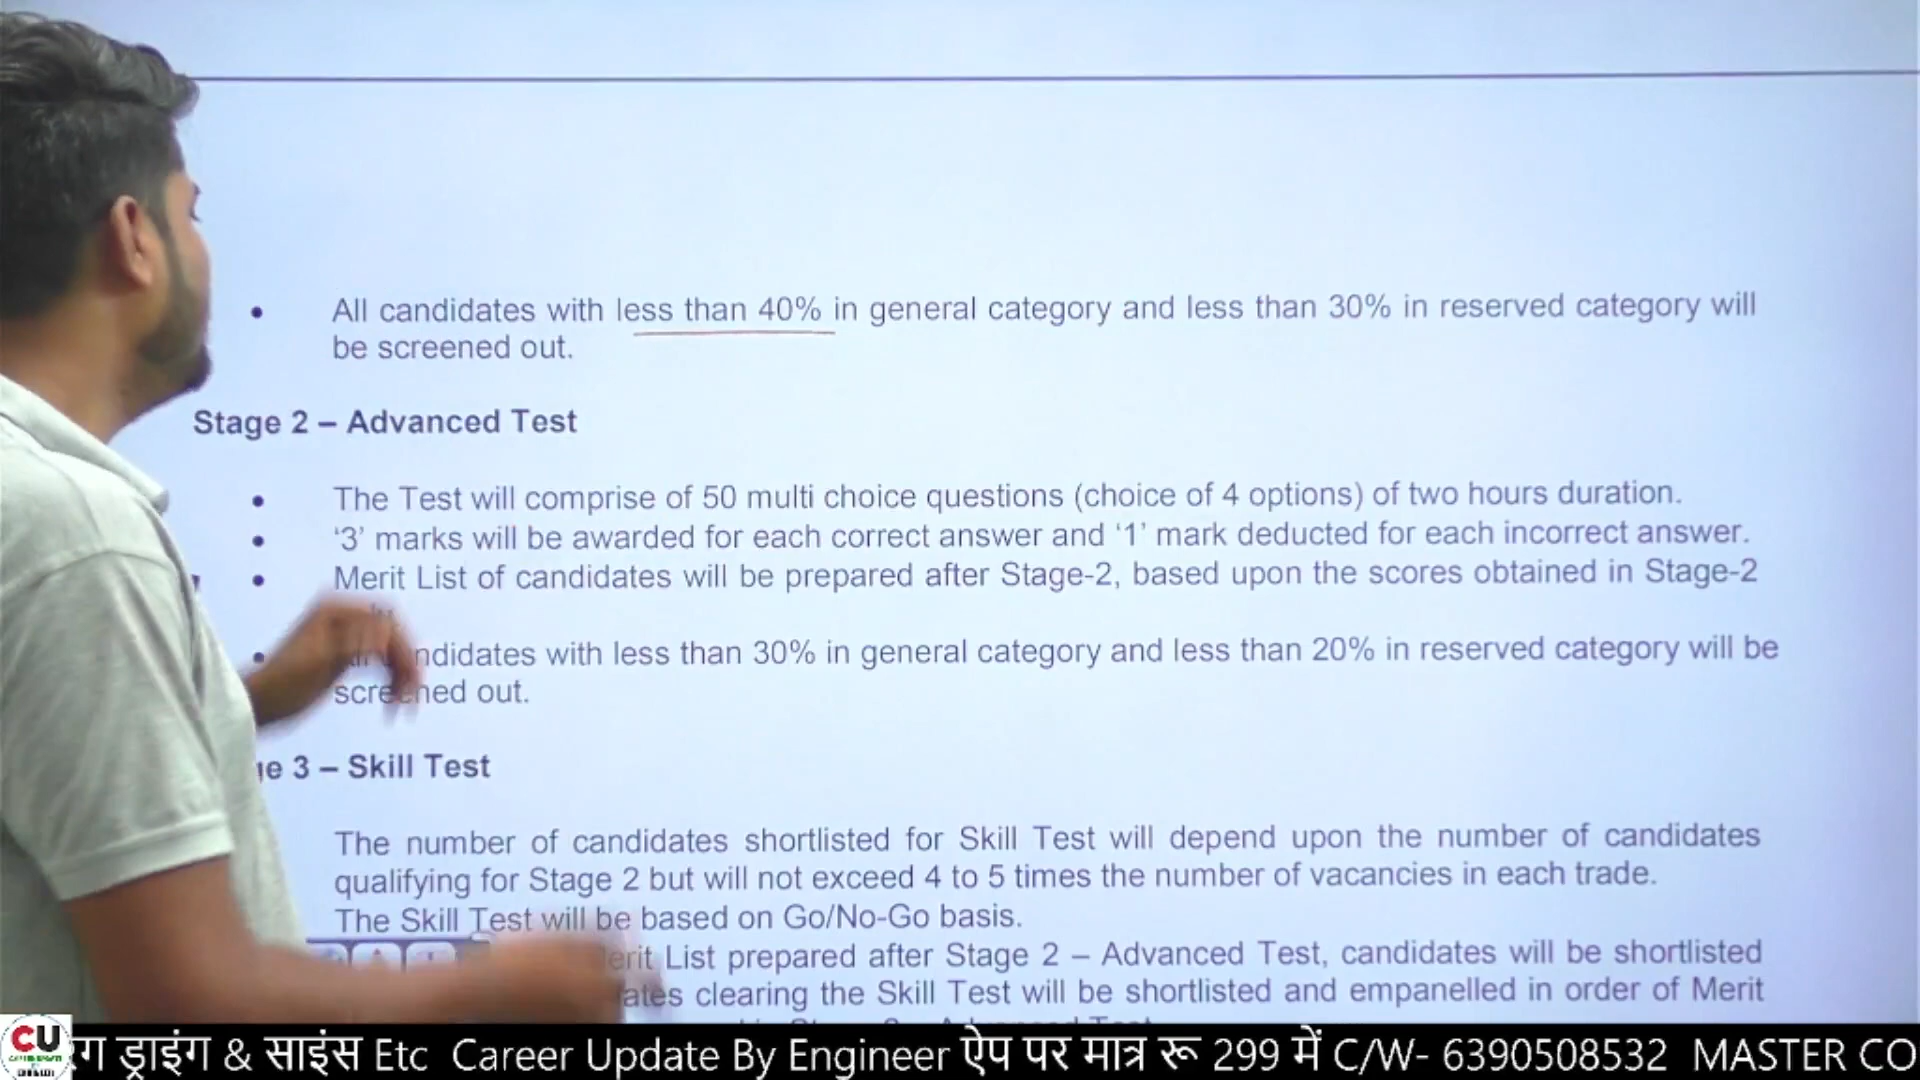 • All candidates with less than 40% in general category and less than 30% in reserved category will
be screened out.
Stage 2 – Advanced Test
• The Test will comprise of 50 multi choice questions (choice of 4 options) of two hours duration.
• ‘3’ marks will be awarded for each correct answer and ‘1’ mark deducted for each incorrect answer.
• Merit List of candidates will be prepared after Stage-2, based upon the scores obtained in Stage-2
• ndidates with less than 30% in general category and less than 20% in reserved category will be
screened out.
e 3 – Skill Test
The number of candidates shortlisted for Skill Test will depend upon the number of candidates
qualifying for Stage 2 but will not exceed 4 to 5 times the number of vacancies in each trade.
The Skill Test will be based on Go/No-Go basis.
erit List prepared after Stage 2 – Advanced Test, candidates will be shortlisted
ates clearing the Skill Test will be shortlisted and empanelled in order of Merit
CU
ग ड्राइंग & साइंस Etc Career Update By Engineer ऐप पर मात्र रू 299 में C/W- 6390508532 MASTER CO